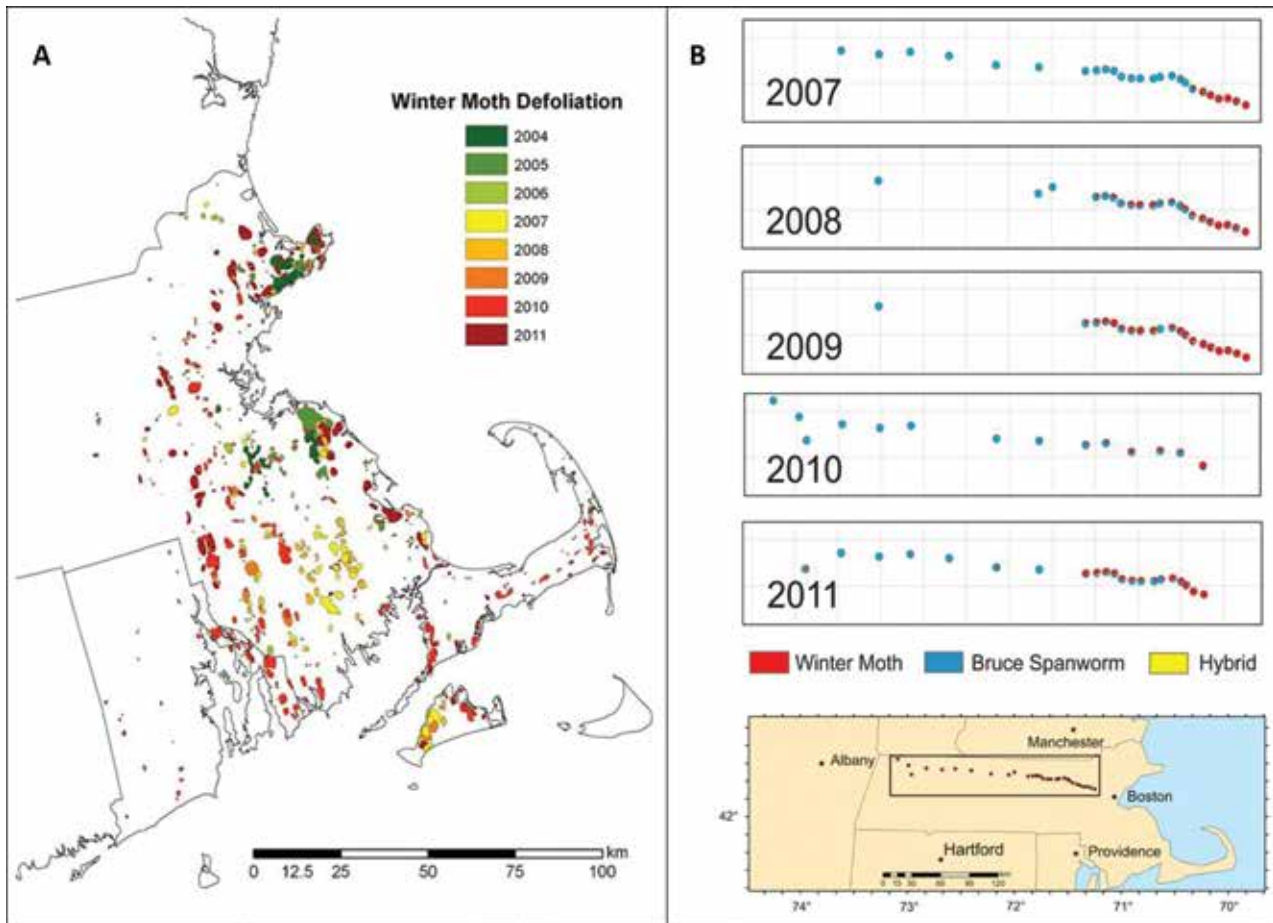 A
Winter Moth Defoliation
2004
2005
2006
2007
2008
2009
2010
2011
km
0 12.5 25 50 75 100
B
2007
2008
2009
2010
2011
Winter Moth Bruce Spanworm Hybrid
Manchester
Albany
Boston
42°
Hartford
Providence
74° 73° 72° 71° 70°